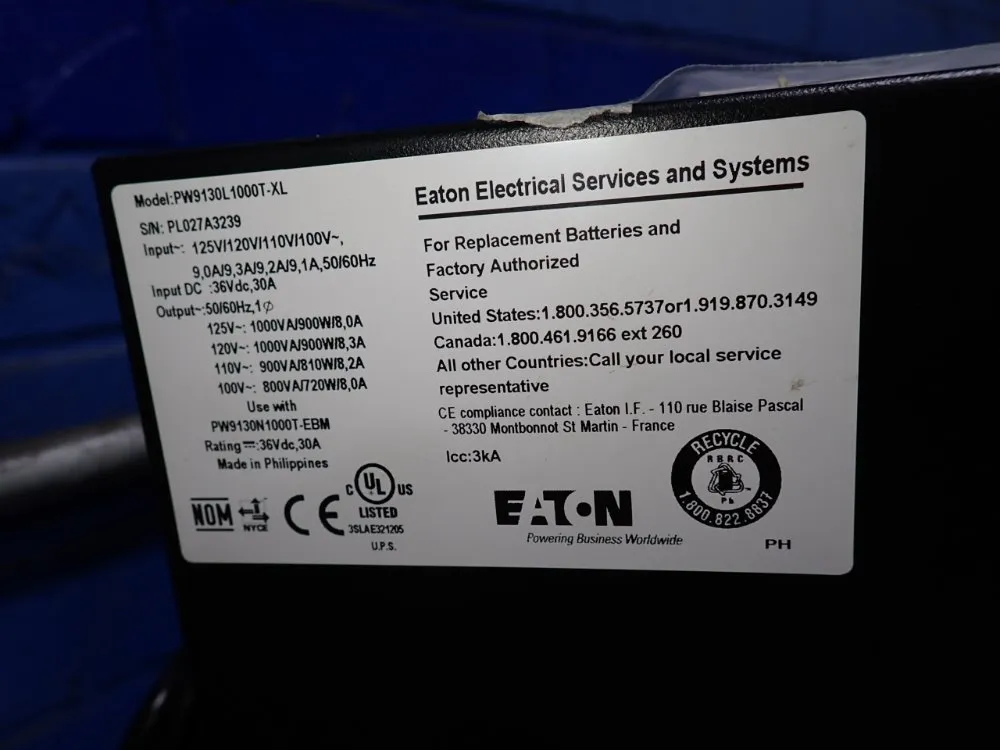 Model:PW9130L1000T-XL
S/N: PL027A3239
Input~: 125V/120V/110V/100V~,
9,0A/9,3A/9,2A/9,1A,50/60Hz
Input DC :36Vdc,30A
Output~:50/60Hz,1φ
125V~: 1000VA/900W/8,0A
120V~: 1000VA/900W/8,3A
110V~: 900VA/810W/8,2A
100V~: 800VA/720W/8,0A
Use with
PW9130N1000T-EBM
Rating ⎓:36Vdc,30A
Made in Philippines
NOM
NYCE
CE
C UL US
LISTED
3SLAE321205
U.P.S.
Eaton Electrical Services and Systems
For Replacement Batteries and
Factory Authorized
Service
United States:1.800.356.5737or1.919.870.3149
Canada:1.800.461.9166 ext 260
All other Countries:Call your local service
representative
CE compliance contact : Eaton I.F. - 110 rue Blaise Pascal
- 38330 Montbonnot St Martin - France
Icc:3kA
EATON
Powering Business Worldwide
RECYCLE
RBRC
Pb
1.800.822.8837
PH